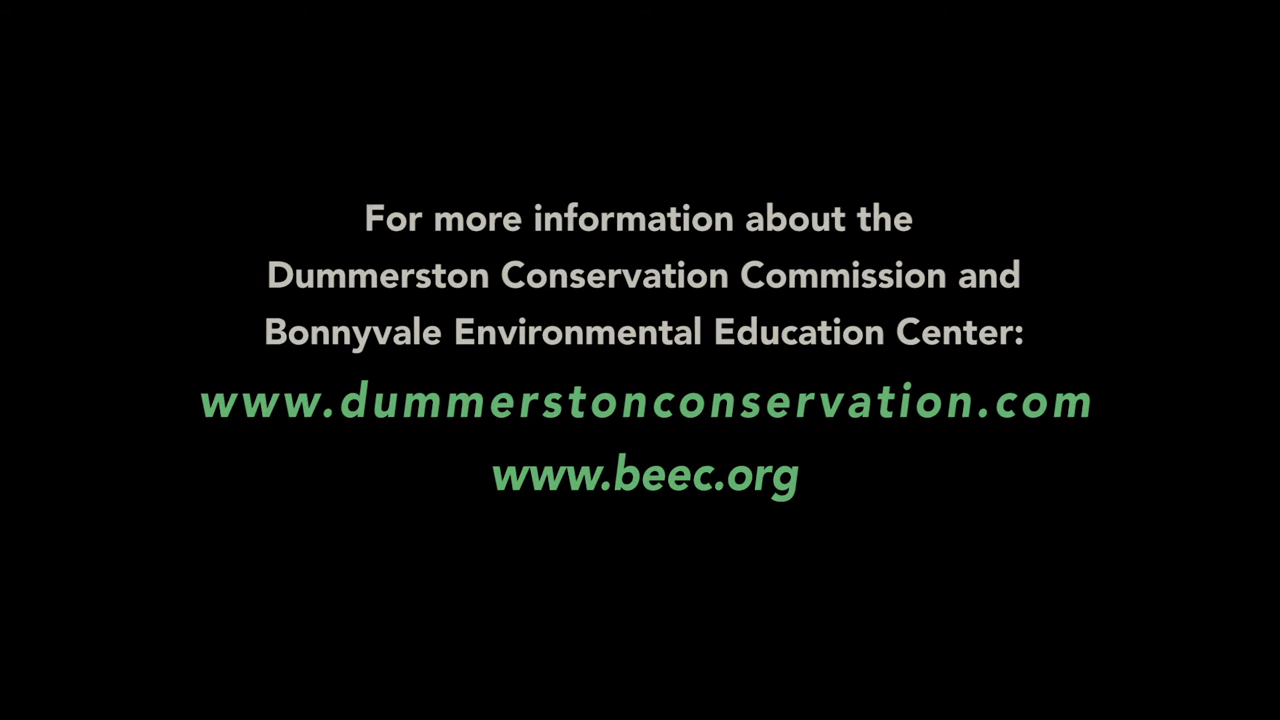 For more information about the
Dummerston Conservation Commission and
Bonnyvale Environmental Education Center:
www.dummerstonconservation.com
www.beec.org